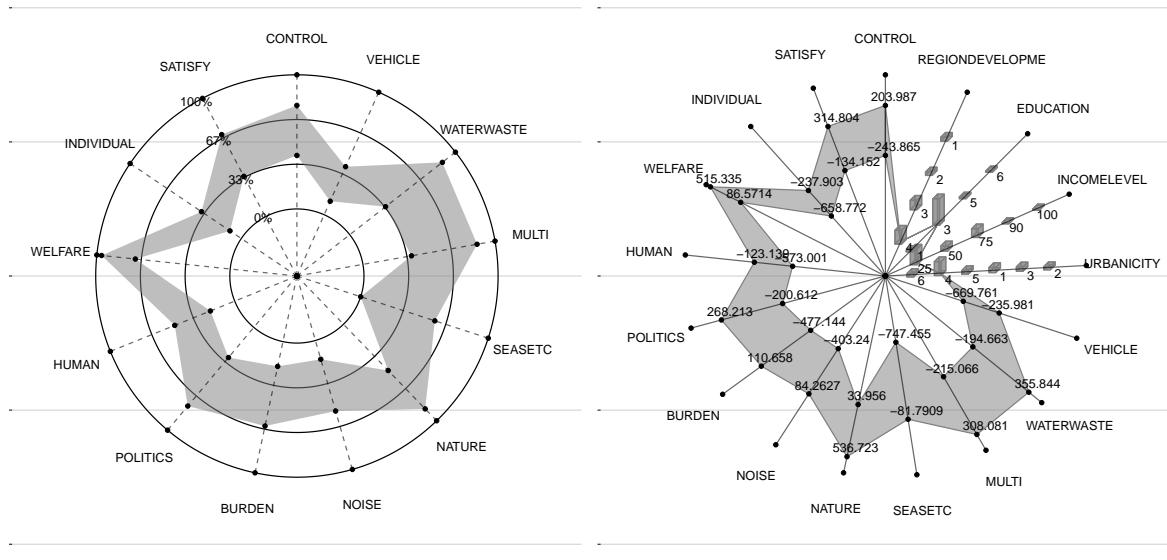 CONTROL
VEHICLE
SATISFY
100%
WATERWASTE
67%
INDIVIDUAL
33%
0%
WELFARE
MULTI
HUMAN
SEASETC
POLITICS
NATURE
BURDEN
NOISE
CONTROL
SATISFY
REGIONDEVELOPME
INDIVIDUAL
203.987
EDUCATION
314.804
1
−243.865
−134.152
2
6
WELFARE
515.335
INCOMELEVEL
86.5714
−237.903
5
−658.772
3
3
100
90
75
4
HUMAN
−123.139
−573.001
1
50
25
URBANICITY
6
4
5
1
3
2
−669.761
−235.981
−200.612
268.213
POLITICS
−477.144
−403.24
−747.455
−194.663
VEHICLE
110.658
−215.066
84.2627
33.956
355.844
BURDEN
−81.7909
308.081
WATERWASTE
536.723
NOISE
MULTI
NATURE
SEASETC